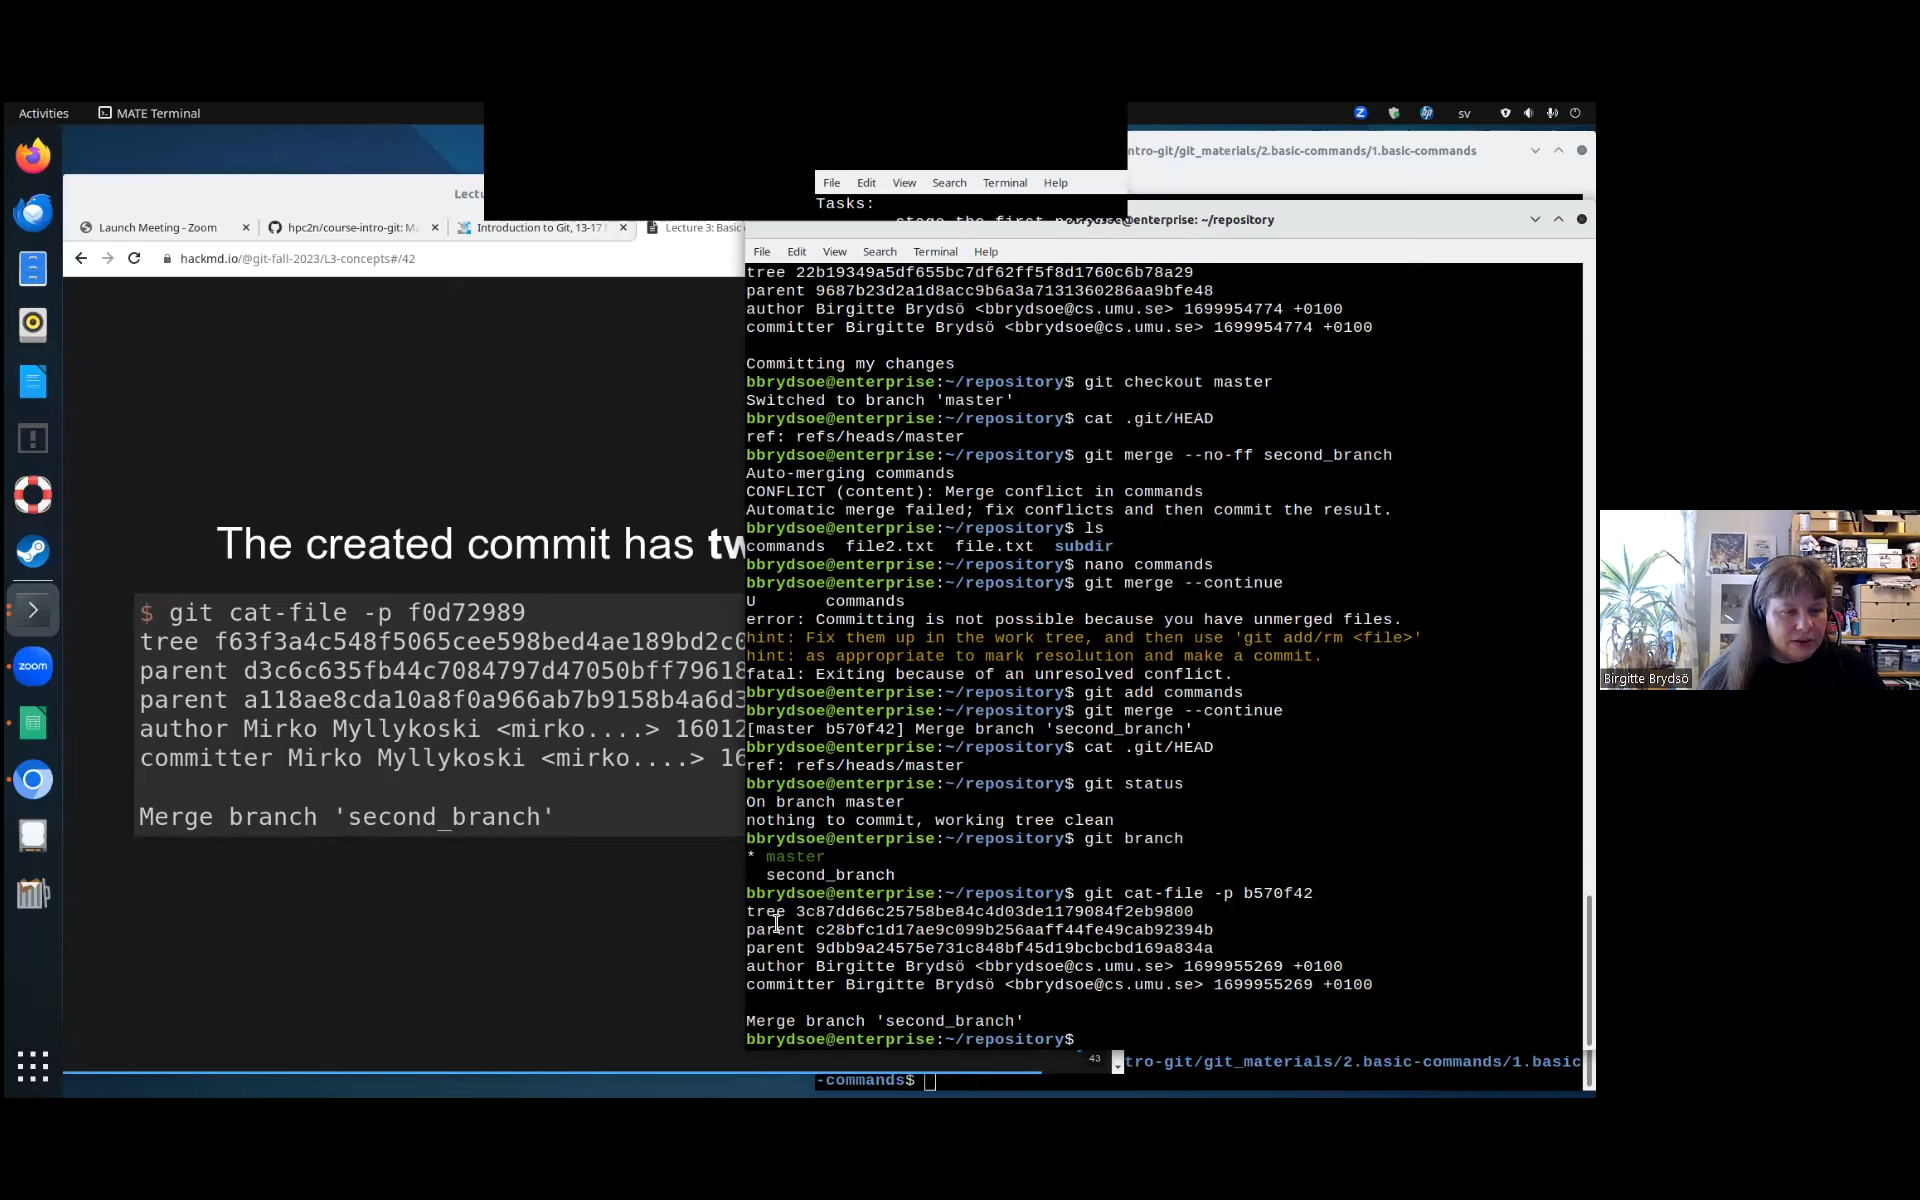 Activities
MATE Terminal
sv
ntro-git/git_materials/2.basic-commands/1.basic-commands
File Edit View Search Terminal Help
Tasks:
Lectu
Launch Meeting - Zoom
hpc2n/course-intro-git: Ma
Introduction to Git, 13-17
Lecture 3: Basic
hackmd.io/@git-fall-2023/L3-concepts#/42
The created commit has tw
$ git cat-file -p f0d72989
tree f63f3a4c548f5065cee598bed4ae189bd2c0
parent d3c6c635fb44c7084797d47050bff79618
parent a118ae8cda10a8f0a966ab7b9158b4a6d3
author Mirko Myllykoski <mirko....> 16012
committer Mirko Myllykoski <mirko....> 16
Merge branch 'second_branch'
@enterprise: ~/repository
File Edit View Search Terminal Help
tree 22b19349a5df655bc7df62ff5f8d1760c6b78a29
parent 9687b23d2a1d8acc9b6a3a7131360286aa9bfe48
author Birgitte Brydsö <bbrydsoe@cs.umu.se> 1699954774 +0100
committer Birgitte Brydsö <bbrydsoe@cs.umu.se> 1699954774 +0100
Committing my changes
bbrydsoe@enterprise:~/repository$ git checkout master
Switched to branch 'master'
bbrydsoe@enterprise:~/repository$ cat .git/HEAD
ref: refs/heads/master
bbrydsoe@enterprise:~/repository$ git merge --no-ff second_branch
Auto-merging commands
CONFLICT (content): Merge conflict in commands
Automatic merge failed; fix conflicts and then commit the result.
bbrydsoe@enterprise:~/repository$ ls
commands file2.txt file.txt subdir
bbrydsoe@enterprise:~/repository$ nano commands
bbrydsoe@enterprise:~/repository$ git merge --continue
U commands
error: Committing is not possible because you have unmerged files.
hint: Fix them up in the work tree, and then use 'git add/rm <file>'
hint: as appropriate to mark resolution and make a commit.
fatal: Exiting because of an unresolved conflict.
bbrydsoe@enterprise:~/repository$ git add commands
bbrydsoe@enterprise:~/repository$ git merge --continue
[master b570f42] Merge branch 'second_branch'
bbrydsoe@enterprise:~/repository$ cat .git/HEAD
ref: refs/heads/master
bbrydsoe@enterprise:~/repository$ git status
On branch master
nothing to commit, working tree clean
bbrydsoe@enterprise:~/repository$ git branch
* master
second_branch
bbrydsoe@enterprise:~/repository$ git cat-file -p b570f42
tree 3c87dd66c25758be84c4d03de1179084f2eb9800
parent c28bfc1d17ae9c099b256aaff44fe49cab92394b
parent 9dbb9a24575e731c848bf45d19bcbcbd169a834a
author Birgitte Brydsö <bbrydsoe@cs.umu.se> 1699955269 +0100
committer Birgitte Brydsö <bbrydsoe@cs.umu.se> 1699955269 +0100
Merge branch 'second_branch'
bbrydsoe@enterprise:~/repository$
43
tro-git/git_materials/2.basic-commands/1.basic
-commands$
zoom
Birgitte Brydsö